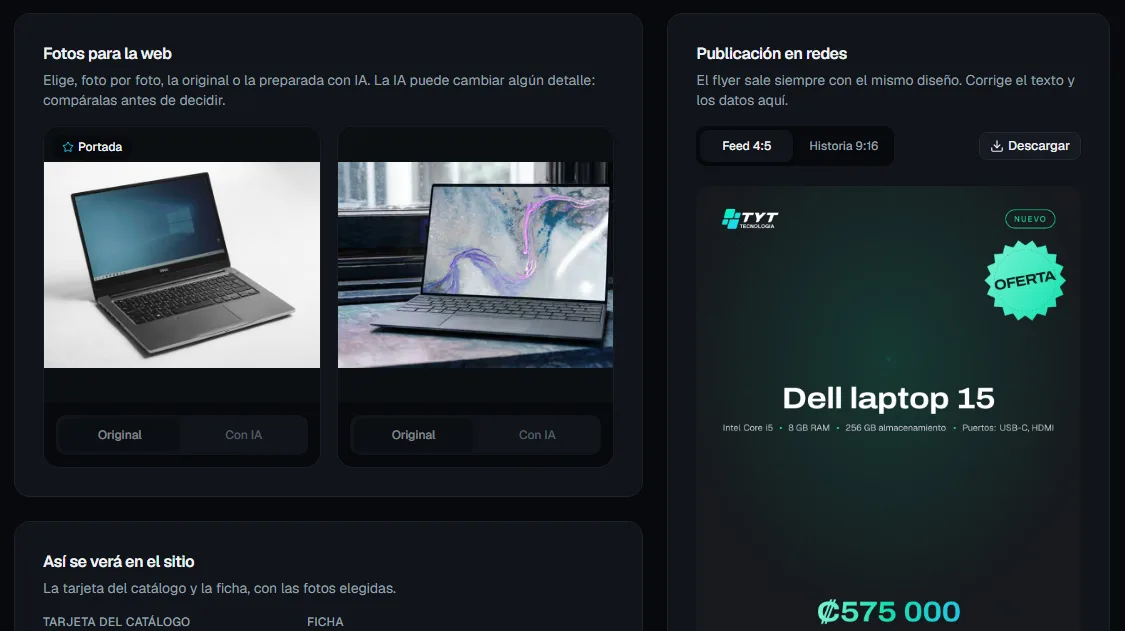 Fotos para la web
Elige, foto por foto, la original o la preparada con IA. La IA puede cambiar algún detalle:
compáralas antes de decidir.
Portada
DELL
Original
Con IA
Original
Con IA
Así se verá en el sitio
La tarjeta del catálogo y la ficha, con las fotos elegidas.
TARJETA DEL CATÁLOGO
FICHA
Publicación en redes
El flyer sale siempre con el mismo diseño. Corrige el texto y
los datos aquí.
Feed 4:5
Historia 9:16
Descargar
TYT
TECNOLOGIA
NUEVO
OFERTA
Dell laptop 15
Intel Core i5 • 8 GB RAM • 256 GB almacenamiento • Puertos: USB-C, HDMI
₡575 000